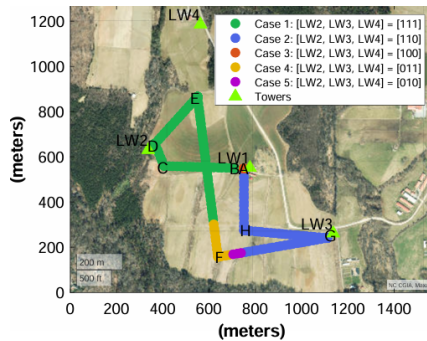 1200
1000
800
600
400
200
0
(meters)
LW4
Case 1: [LW2, LW3, LW4] = [111]
Case 2: [LW2, LW3, LW4] = [110]
Case 3: [LW2, LW3, LW4] = [100]
Case 4: [LW2, LW3, LW4] = [011]
Case 5: [LW2, LW3, LW4] = [010]
Towers
E
LW2
D
C
LW1
B
A
LW3
H
G
F
200 m
500 ft
0 200 400 600 800 1000 1200 1400
(meters)